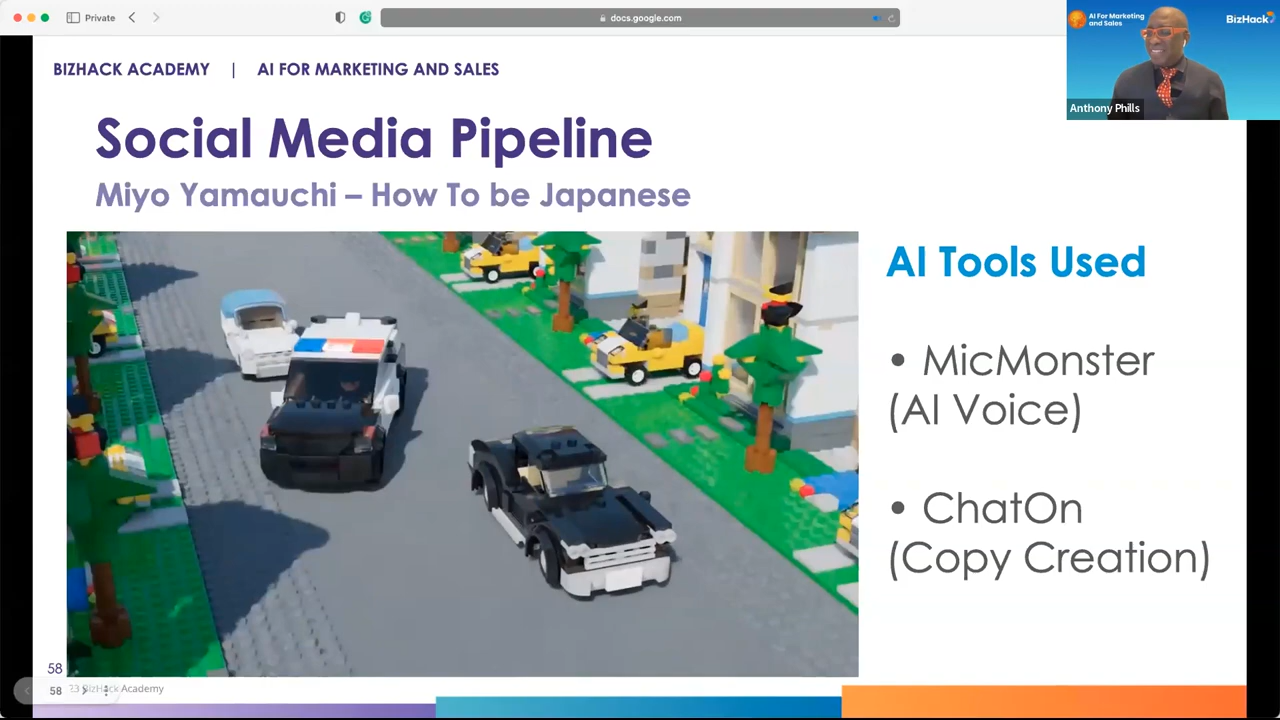 Private
docs.google.com
AI For Marketing
and Sales
BizHack
Anthony Phills
BIZHACK ACADEMY | AI FOR MARKETING AND SALES
Social Media Pipeline
Miyo Yamauchi – How To be Japanese
AI Tools Used
• MicMonster
(AI Voice)
• ChatOn
(Copy Creation)
58
58
BizHack Academy